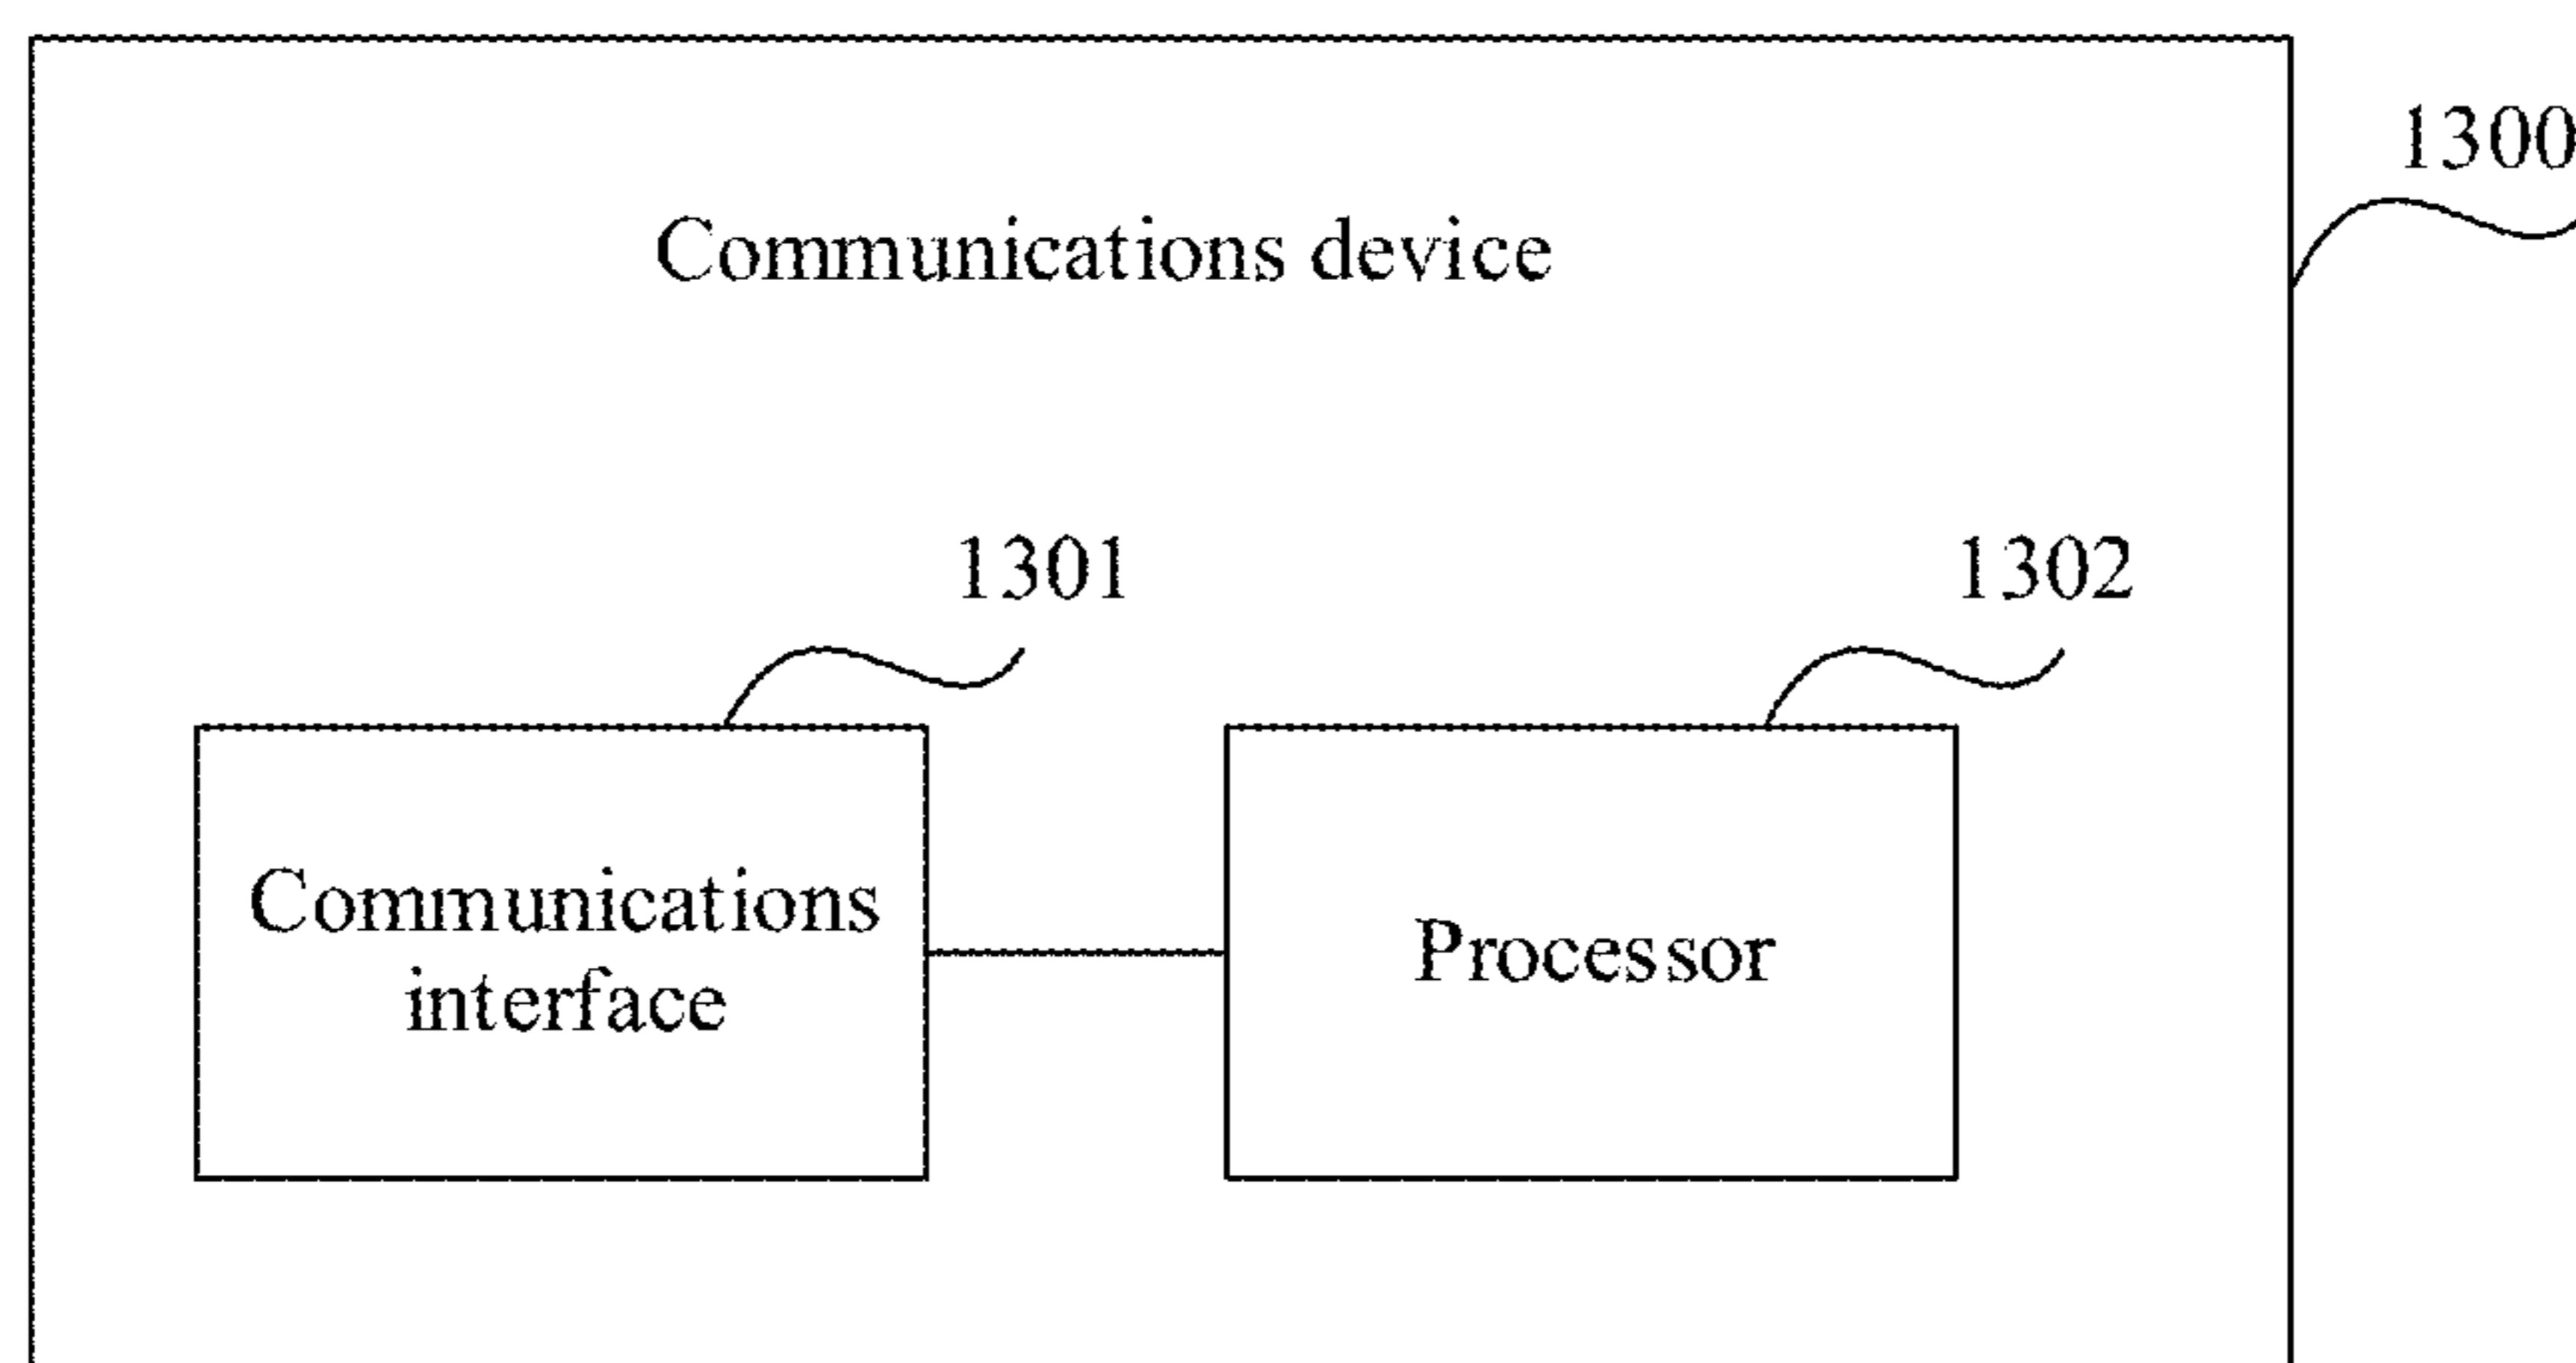 1300
Communications device
1301
1302
Communications
interface
Processor